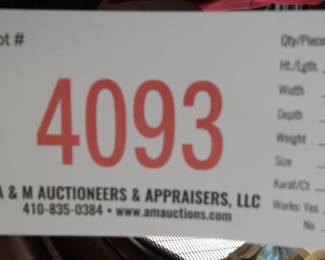 ot #
4093
A & M AUCTIONEERS & APPRAISERS, LLC
410-835-0384 • www.amauctions.com
Qty/Piece
Ht./Lgth.
Width
Depth
Weight
Size
Karat/Ct
Works: Yes
No